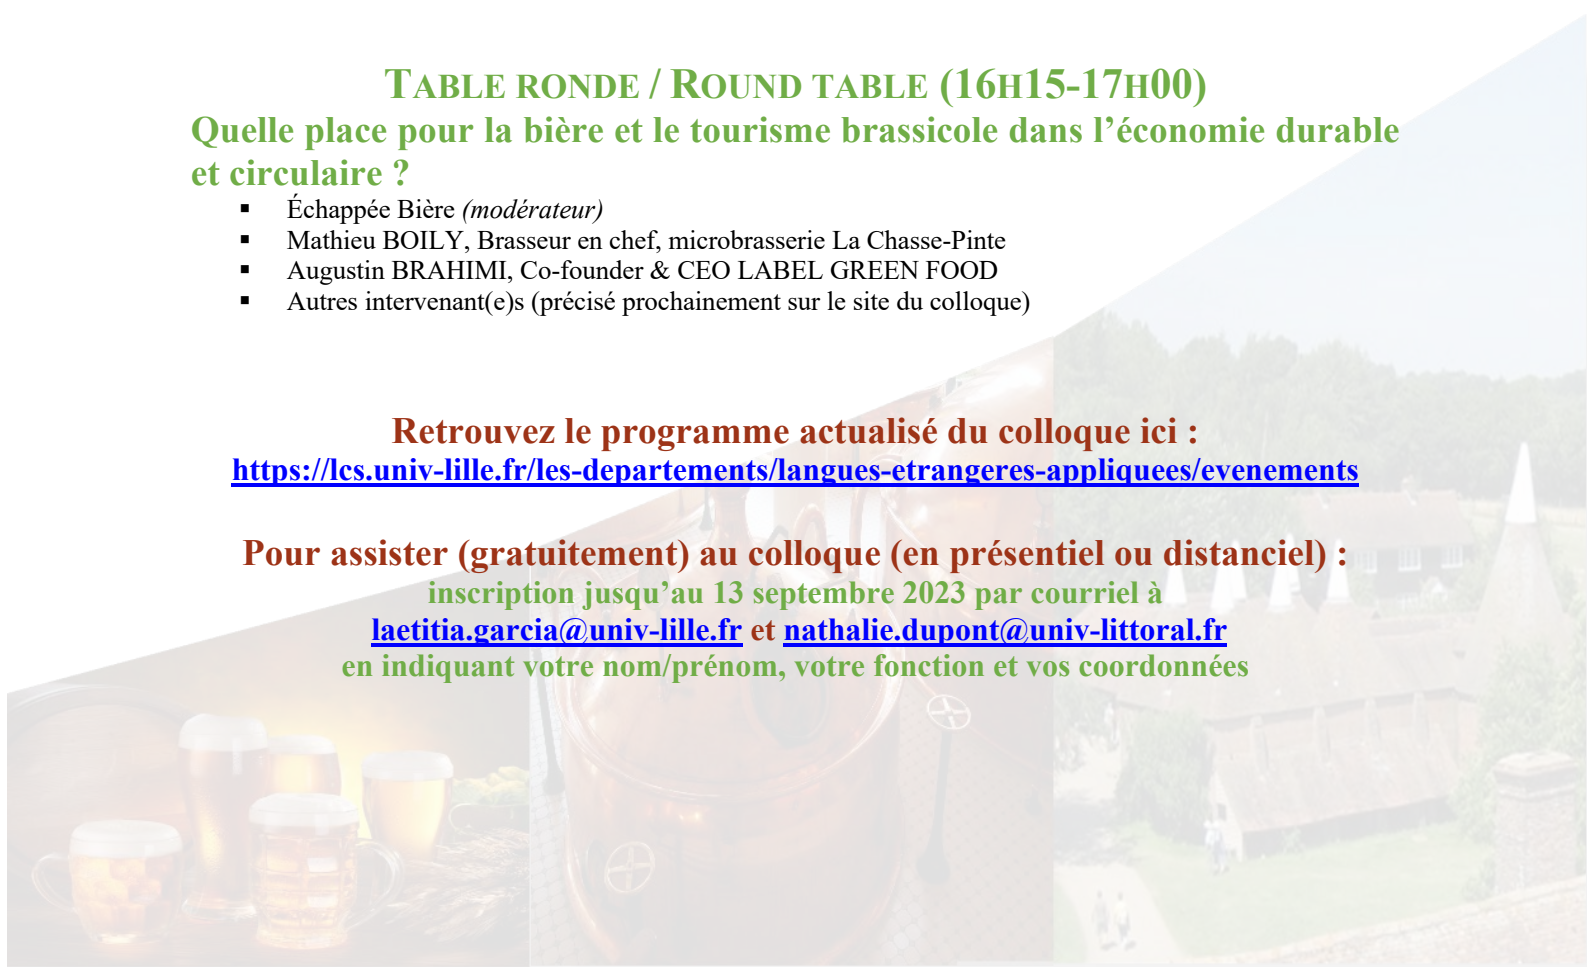 TABLE RONDE / ROUND TABLE (16H15-17H00)
Quelle place pour la bière et le tourisme brassicole dans l’économie durable
et circulaire ?
▪ Échappée Bière (modérateur)
▪ Mathieu BOILY, Brasseur en chef, microbrasserie La Chasse-Pinte
▪ Augustin BRAHIMI, Co-founder & CEO LABEL GREEN FOOD
▪ Autres intervenant(e)s (précisé prochainement sur le site du colloque)
Retrouvez le programme actualisé du colloque ici :
https://lcs.univ-lille.fr/les-departements/langues-etrangeres-appliquees/evenements
Pour assister (gratuitement) au colloque (en présentiel ou distanciel) :
inscription jusqu’au 13 septembre 2023 par courriel à
laetitia.garcia@univ-lille.fr et nathalie.dupont@univ-littoral.fr
en indiquant votre nom/prénom, votre fonction et vos coordonnées